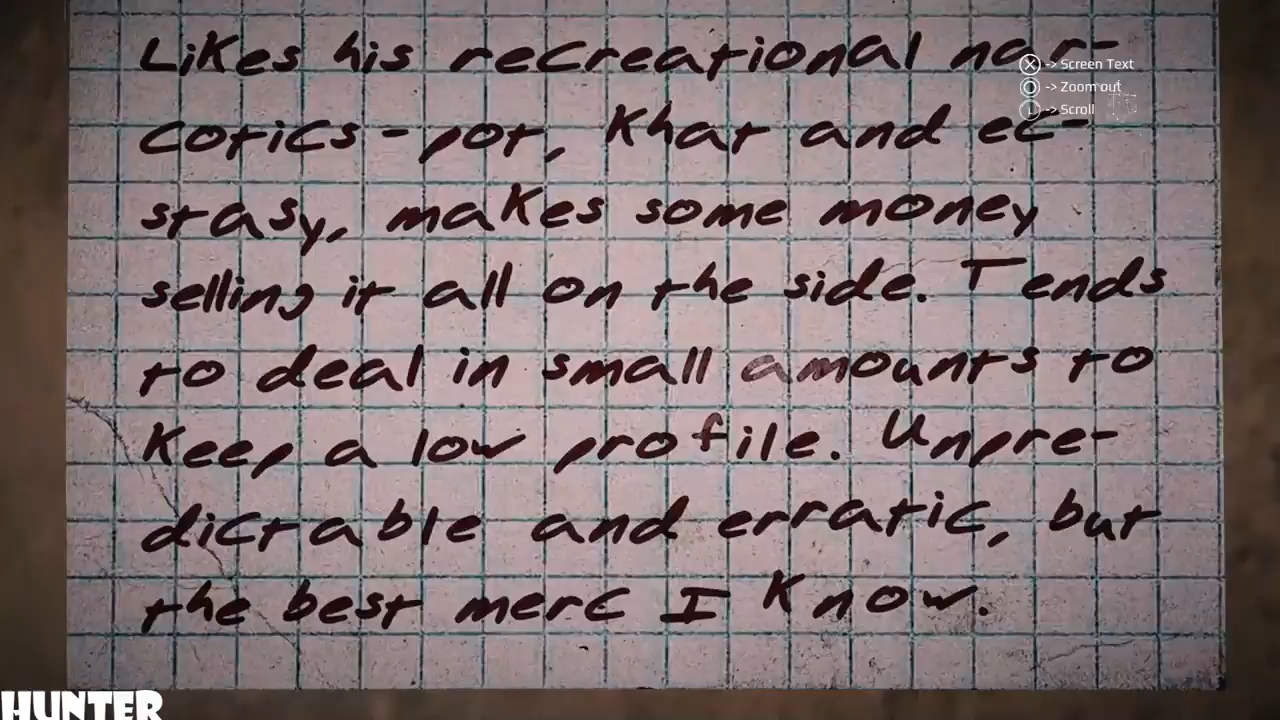 Likes his recreational nar-
cotics - pot, Khat and ec-
stasy, makes some money
selling it all on the side. Tends
to deal in small amounts to
Keep a low profile. Unpre-
dictable and erratic, but
the best merc I Know.
Ⓧ -> Screen Text
◯ -> Zoom out
Ⓛ -> Scroll
HUNTER